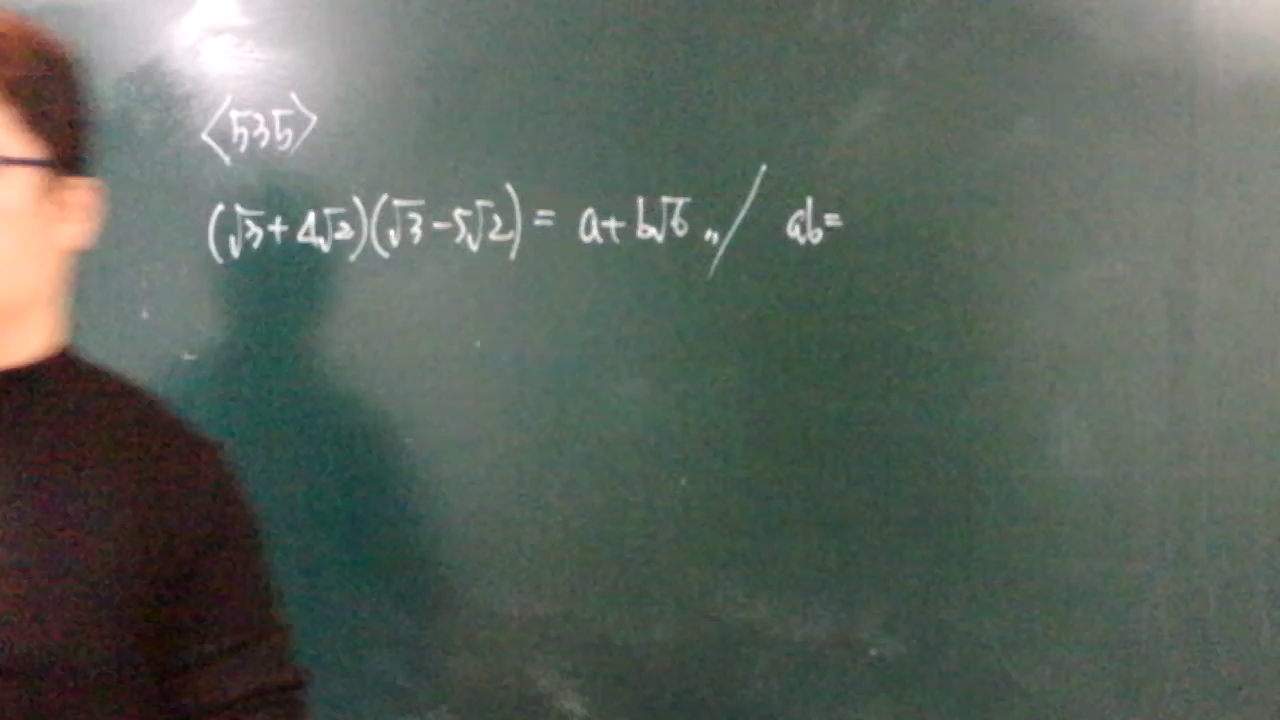 <535>
(√3+4√2)(√3-5√2) = a+b√6 〃 / ab=